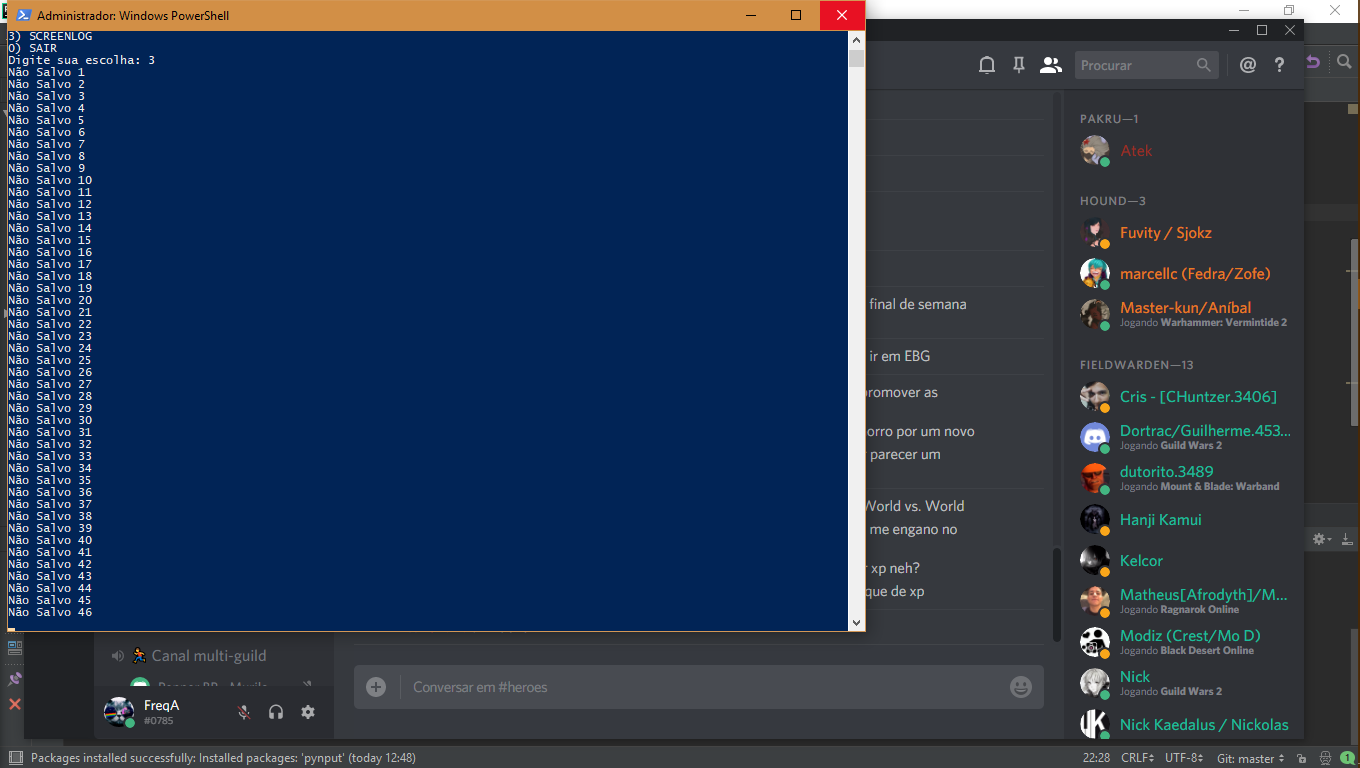 Administrador: Windows PowerShell
3) SCREENLOG
0) SAIR
Digite sua escolha: 3
Não Salvo 1
Não Salvo 2
Não Salvo 3
Não Salvo 4
Não Salvo 5
Não Salvo 6
Não Salvo 7
Não Salvo 8
Não Salvo 9
Não Salvo 10
Não Salvo 11
Não Salvo 12
Não Salvo 13
Não Salvo 14
Não Salvo 15
Não Salvo 16
Não Salvo 17
Não Salvo 18
Não Salvo 19
Não Salvo 20
Não Salvo 21
Não Salvo 22
Não Salvo 23
Não Salvo 24
Não Salvo 25
Não Salvo 26
Não Salvo 27
Não Salvo 28
Não Salvo 29
Não Salvo 30
Não Salvo 31
Não Salvo 32
Não Salvo 33
Não Salvo 34
Não Salvo 35
Não Salvo 36
Não Salvo 37
Não Salvo 38
Não Salvo 39
Não Salvo 40
Não Salvo 41
Não Salvo 42
Não Salvo 43
Não Salvo 44
Não Salvo 45
Não Salvo 46
Procurar
final de semana
ir em EBG
promover as
orro por um novo
parecer um
World vs. World
me engano no
xp neh?
que de xp
Canal multi-guild
FreqA
#0785
Conversar em #heroes
PAKRU—1
Atek
HOUND—3
Fuvity / Sjokz
marcellc (Fedra/Zofe)
Master-kun/Aníbal
Jogando Warhammer: Vermintide 2
FIELDWARDEN—13
Cris - [CHuntzer.3406]
Dortrac/Guilherme.453...
Jogando Guild Wars 2
dutorito.3489
Jogando Mount & Blade: Warband
Hanji Kamui
Kelcor
Matheus[Afrodyth]/M...
Jogando Ragnarok Online
Modiz (Crest/Mo D)
Jogando Black Desert Online
Nick
Jogando Guild Wars 2
Nick Kaedalus / Nickolas
Packages installed successfully: Installed packages: 'pynput' (today 12:48)
22:28 CRLF UTF-8 Git: master 1